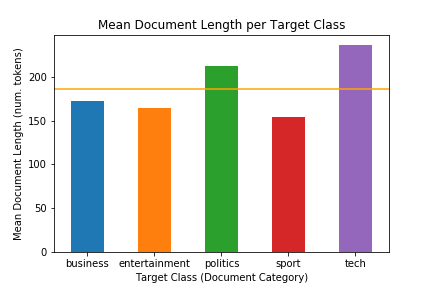 Mean Document Length per Target Class
Mean Document Length (num. tokens)
200
150
100
50
0
business entertainment politics sport tech
Target Class (Document Category)